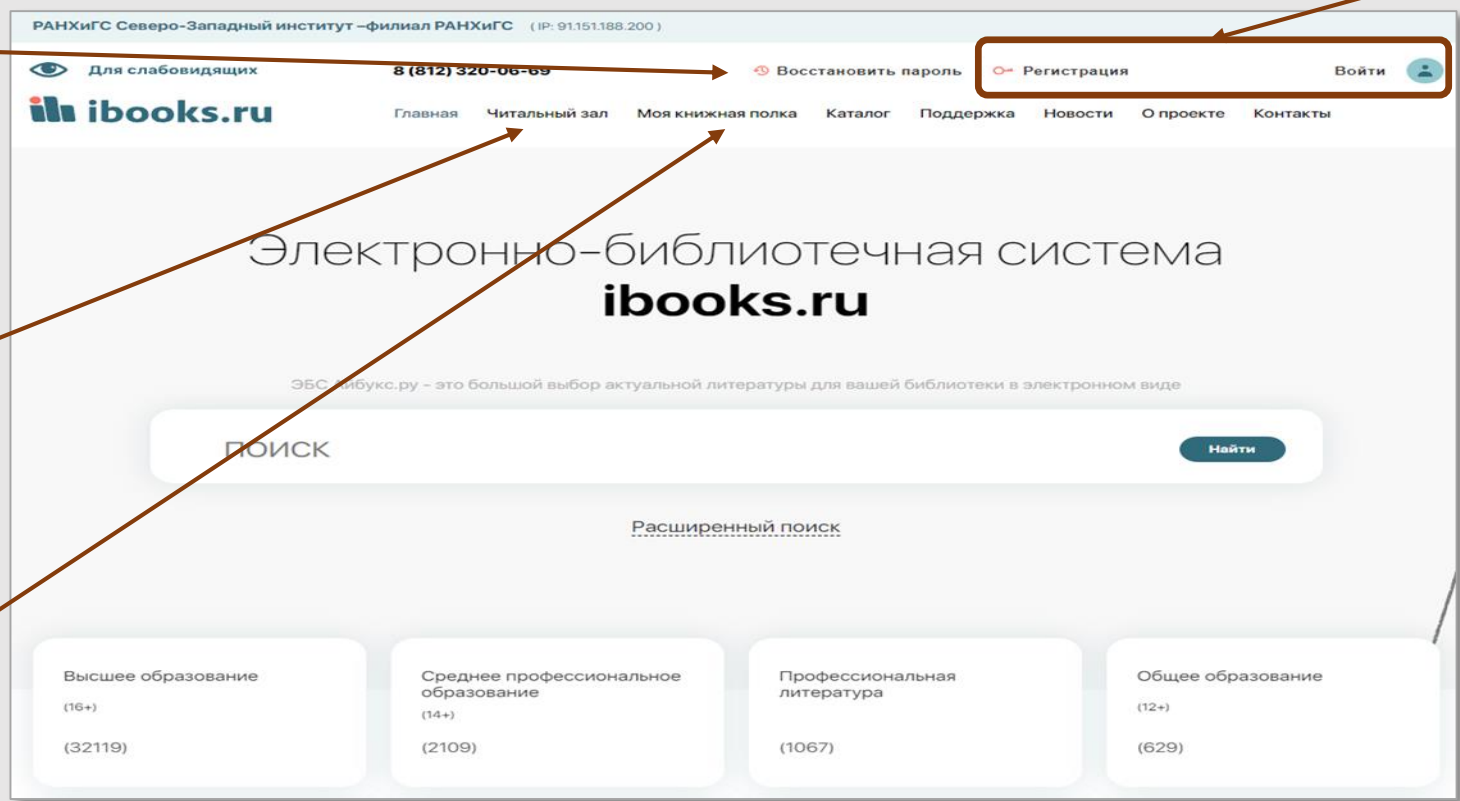 РАНХиГС Северо-Западный институт –филиал РАНХиГС ( IP: 91.151.188.200 )
Для слабовидящих 8 (812) 320-06-69 Восстановить пароль Регистрация Войти
ibooks.ru Главная Читальный зал Моя книжная полка Каталог Поддержка Новости О проекте Контакты
Электронно-библиотечная система
ibooks.ru
ЭБС Айбукс.ру - это большой выбор актуальной литературы для вашей библиотеки в электронном виде
ПОИСК Найти
Расширенный поиск
Высшее образование
(16+)
(32119)
Среднее профессиональное
образование
(14+)
(2109)
Профессиональная
литература
(1067)
Общее образование
(12+)
(629)